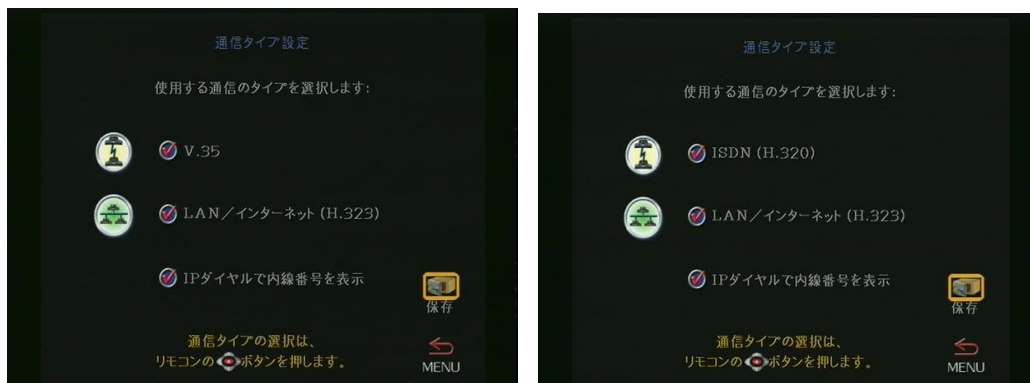 通信タイプ設定
使用する通信のタイプを選択します:
V.35
LAN/インターネット (H.323)
IPダイヤルで内線番号を表示
保存
通信タイプの選択は、
リモコンの ボタンを押します。
MENU
通信タイプ設定
使用する通信のタイプを選択します:
ISDN (H.320)
LAN/インターネット (H.323)
IPダイヤルで内線番号を表示
保存
通信タイプの選択は、
リモコンの ボタンを押します。
MENU